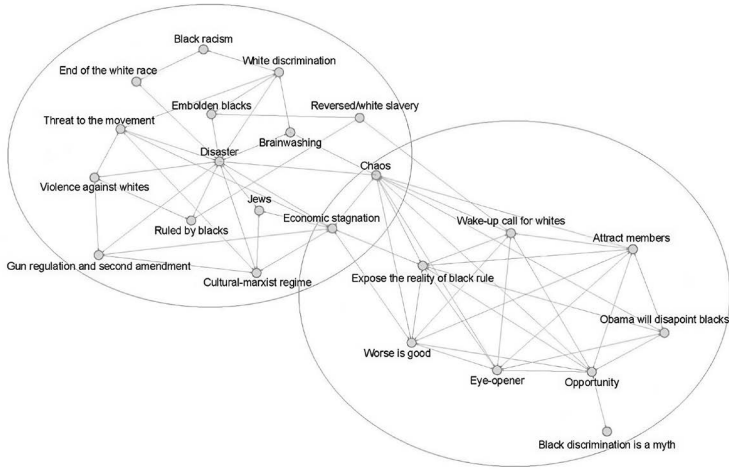 Black racism
White discrimination
End of the white race
Embolden blacks
Reversed/white slavery
Threat to the movement
Brainwashing
Disaster
Chaos
Violence against whites
Jews
Economic stagnation
Ruled by blacks
Wake-up call for whites
Attract members
Gun regulation and second amendment
Cultural-marxist regime
Expose the reality of black rule
Obama will disapoint blacks
Worse is good
Eye-opener
Opportunity
Black discrimination is a myth